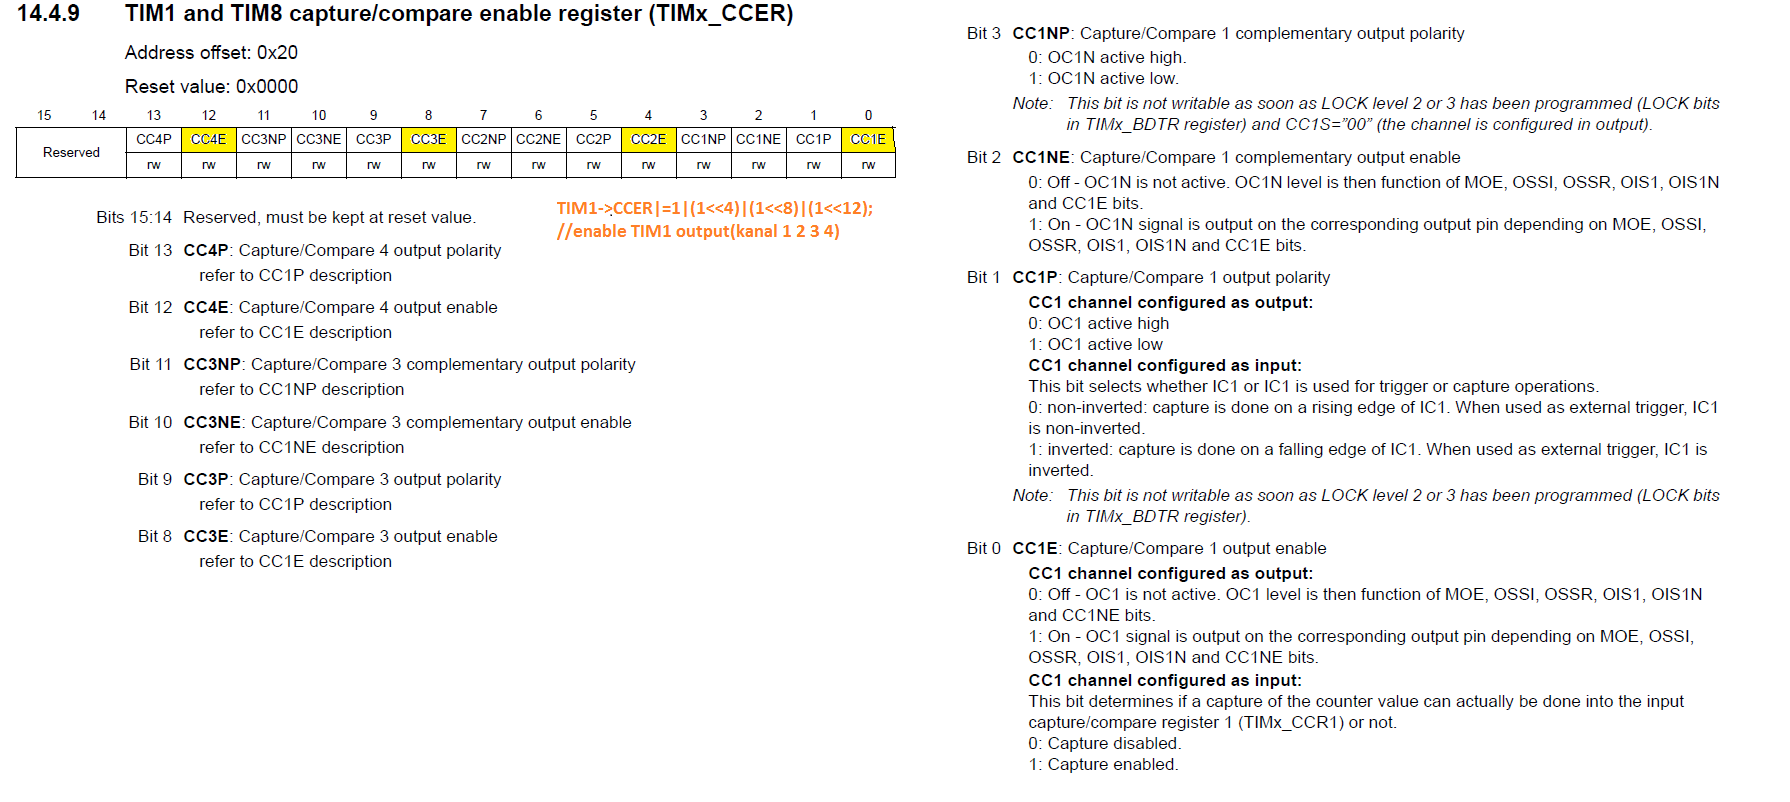 14.4.9 TIM1 and TIM8 capture/compare enable register (TIMx_CCER)
Address offset: 0x20
Reset value: 0x0000
15 14 13 12 11 10 9 8 7 6 5 4 3 2 1 0
Reserved CC4P CC4E CC3NP CC3NE CC3P CC3E CC2NP CC2NE CC2P CC2E CC1NP CC1NE CC1P CC1E
rw rw rw rw rw rw rw rw rw rw rw rw rw rw
TIM1->CCER|=1|(1<<4)|(1<<8)|(1<<12);
//enable TIM1 output(kanal 1 2 3 4)
Bits 15:14 Reserved, must be kept at reset value.
Bit 13 CC4P: Capture/Compare 4 output polarity
refer to CC1P description
Bit 12 CC4E: Capture/Compare 4 output enable
refer to CC1E description
Bit 11 CC3NP: Capture/Compare 3 complementary output polarity
refer to CC1NP description
Bit 10 CC3NE: Capture/Compare 3 complementary output enable
refer to CC1NE description
Bit 9 CC3P: Capture/Compare 3 output polarity
refer to CC1P description
Bit 8 CC3E: Capture/Compare 3 output enable
refer to CC1E description
Bit 3 CC1NP: Capture/Compare 1 complementary output polarity
0: OC1N active high.
1: OC1N active low.
Note: This bit is not writable as soon as LOCK level 2 or 3 has been programmed (LOCK bits
in TIMx_BDTR register) and CC1S=”00” (the channel is configured in output).
Bit 2 CC1NE: Capture/Compare 1 complementary output enable
0: Off - OC1N is not active. OC1N level is then function of MOE, OSSI, OSSR, OIS1, OIS1N
and CC1E bits.
1: On - OC1N signal is output on the corresponding output pin depending on MOE, OSSI,
OSSR, OIS1, OIS1N and CC1E bits.
Bit 1 CC1P: Capture/Compare 1 output polarity
CC1 channel configured as output:
0: OC1 active high
1: OC1 active low
CC1 channel configured as input:
This bit selects whether IC1 or IC1 is used for trigger or capture operations.
0: non-inverted: capture is done on a rising edge of IC1. When used as external trigger, IC1
is non-inverted.
1: inverted: capture is done on a falling edge of IC1. When used as external trigger, IC1 is
inverted.
Note: This bit is not writable as soon as LOCK level 2 or 3 has been programmed (LOCK bits
in TIMx_BDTR register).
Bit 0 CC1E: Capture/Compare 1 output enable
CC1 channel configured as output:
0: Off - OC1 is not active. OC1 level is then function of MOE, OSSI, OSSR, OIS1, OIS1N
and CC1NE bits.
1: On - OC1 signal is output on the corresponding output pin depending on MOE, OSSI,
OSSR, OIS1, OIS1N and CC1NE bits.
CC1 channel configured as input:
This bit determines if a capture of the counter value can actually be done into the input
capture/compare register 1 (TIMx_CCR1) or not.
0: Capture disabled.
1: Capture enabled.